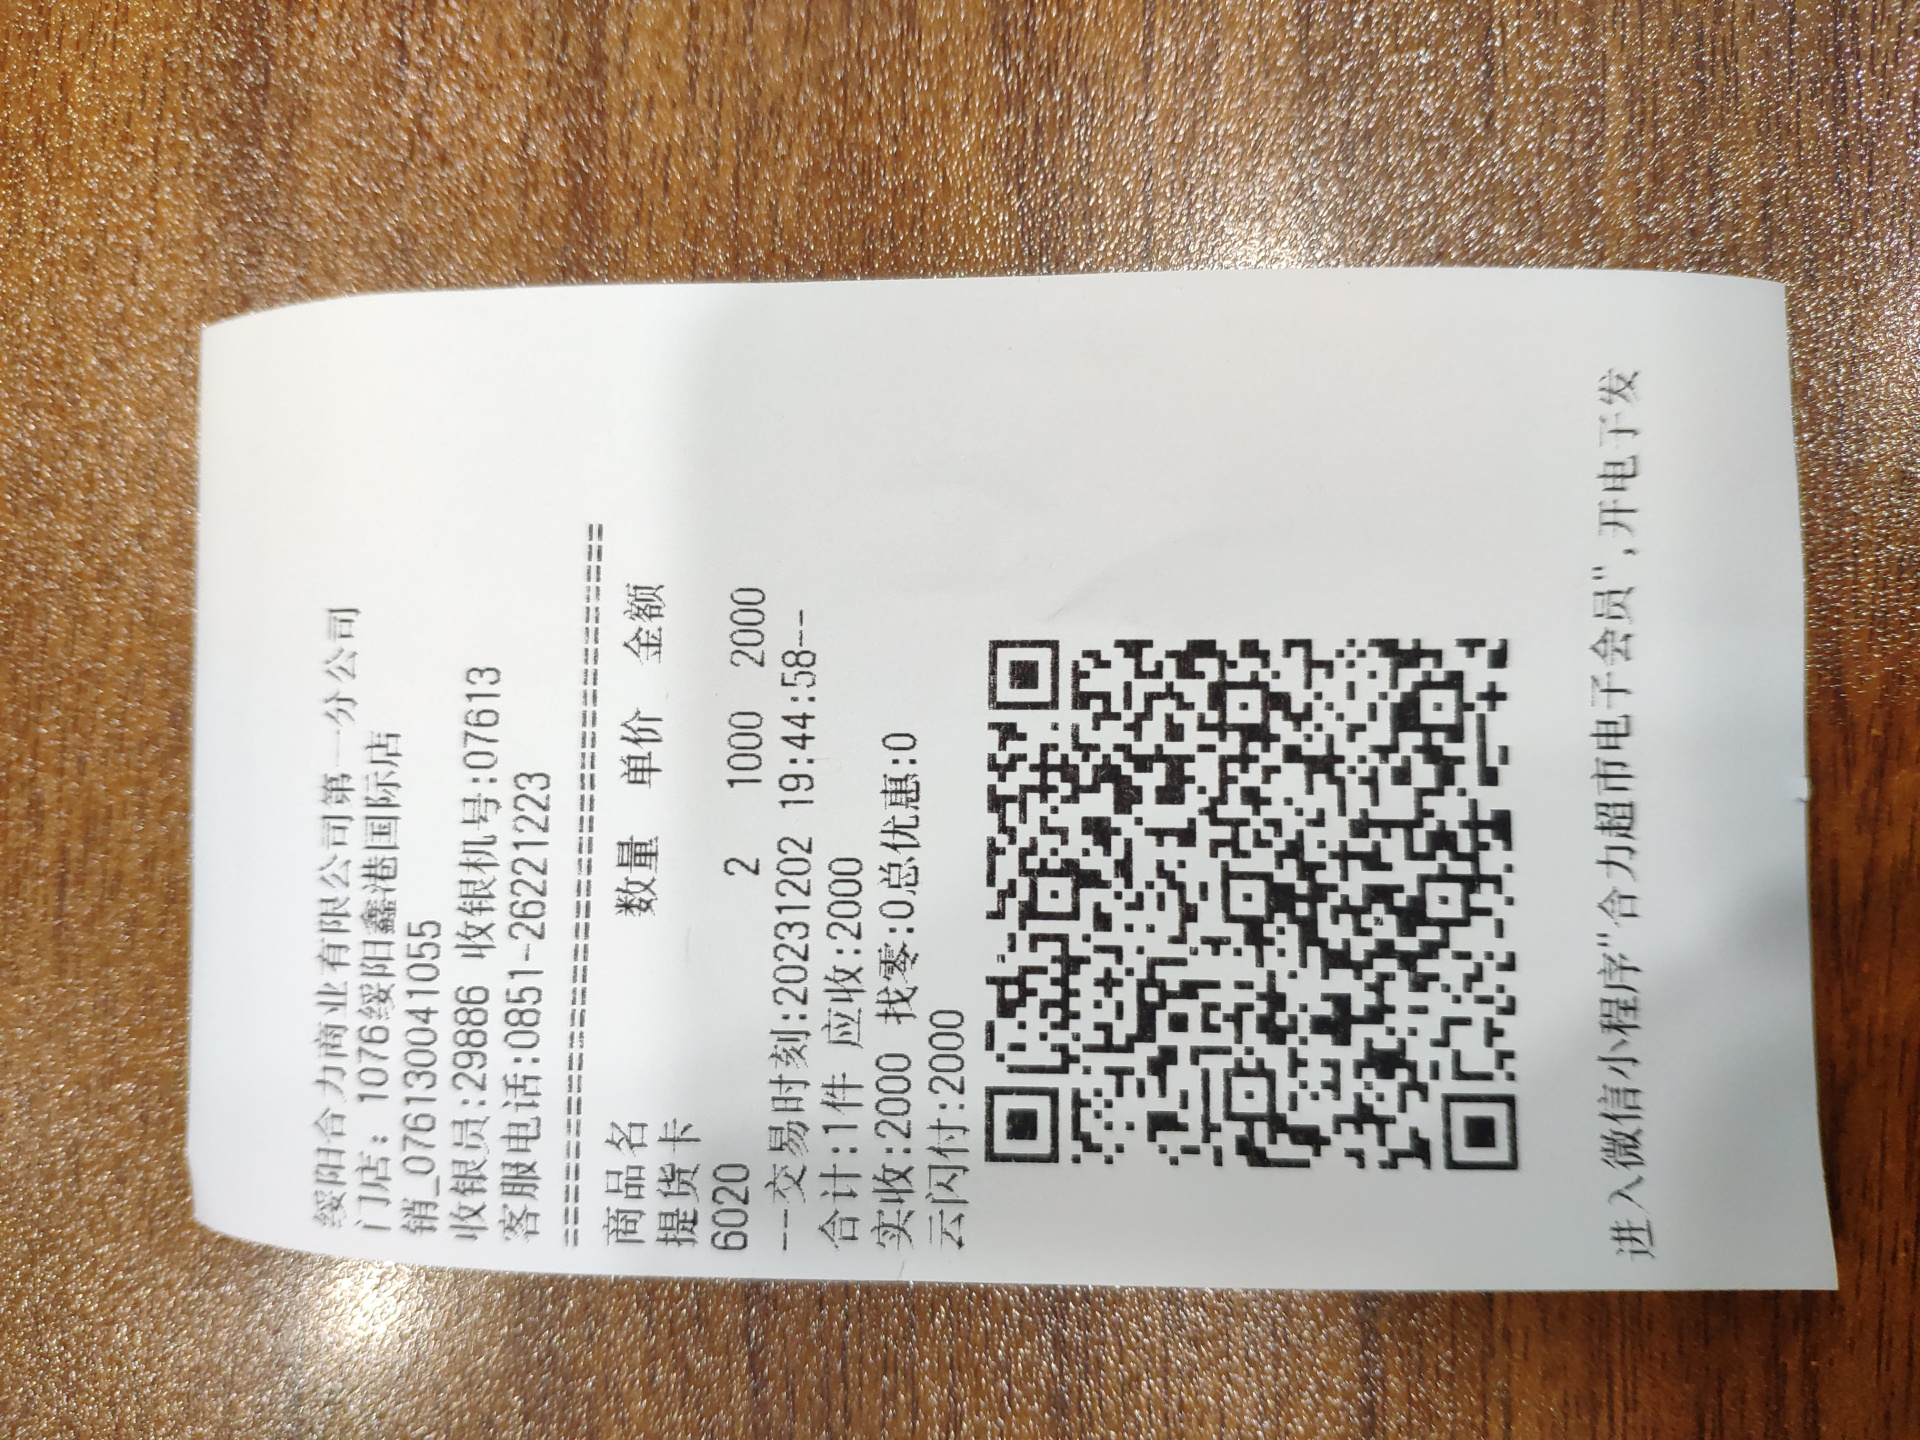 绥阳合力商业有限公司第一分公司
门店: 1076绥阳鑫港国际店
销_076130041055
收银员:29886 收银机号:07613
客服电话:0851-26221223
==========================================
商品名 数量 单价 金额
提货卡
6020 2 1000 2000
--交易时刻:20231202 19:44:58--
合计:1件 应收:2000
实收:2000 找零:0总优惠:0
云闪付:2000
进入微信小程序"合力超市电子会员",开电子发